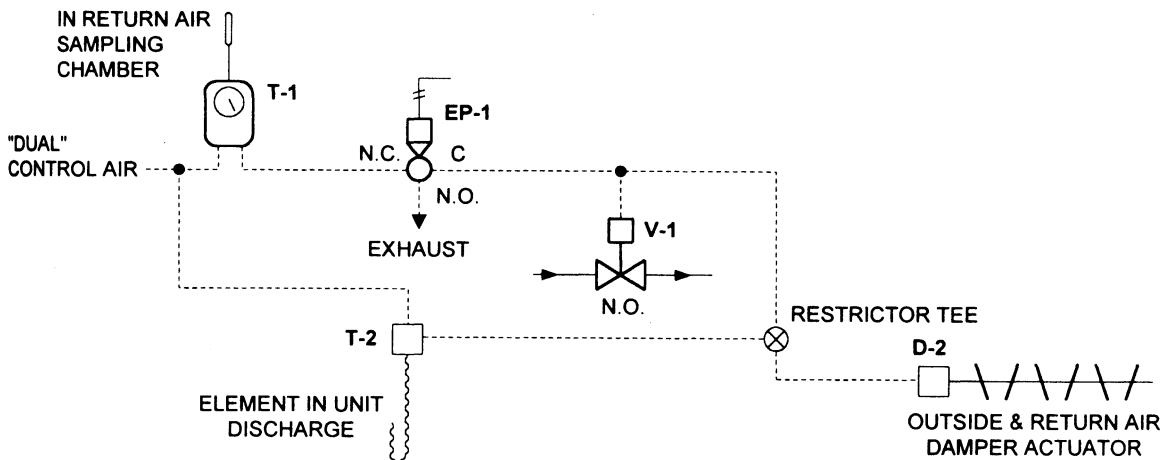 IN RETURN AIR
SAMPLING
CHAMBER
T-1
EP-1
"DUAL"
CONTROL AIR
N.C.
C
N.O.
EXHAUST
V-1
N.O.
RESTRICTOR TEE
T-2
D-2
ELEMENT IN UNIT
DISCHARGE
OUTSIDE & RETURN AIR
DAMPER ACTUATOR